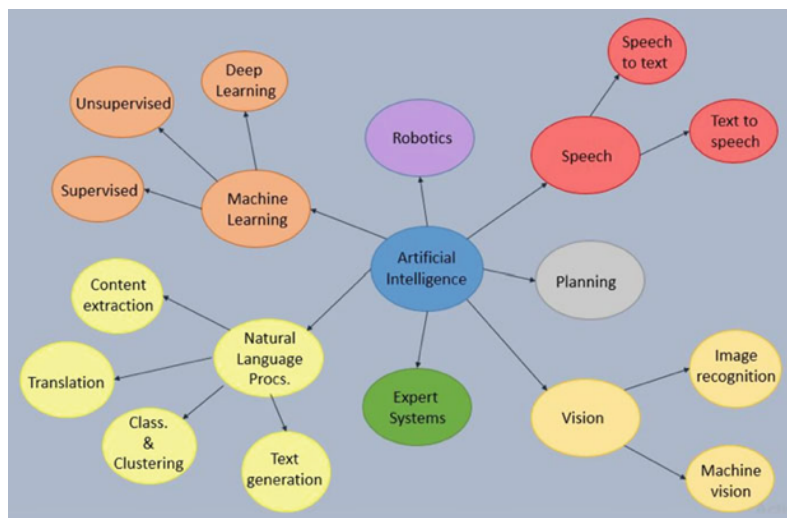 Speech
to text
Deep
Learning
Unsupervised
Text to
speech
Robotics
Speech
Supervised
Machine
Learning
Artificial
Intelligence
Planning
Content
extraction
Natural
Language
Procs.
Image
recognition
Translation
Expert
Systems
Vision
Class.
&
Clustering
Text
generation
Machine
vision